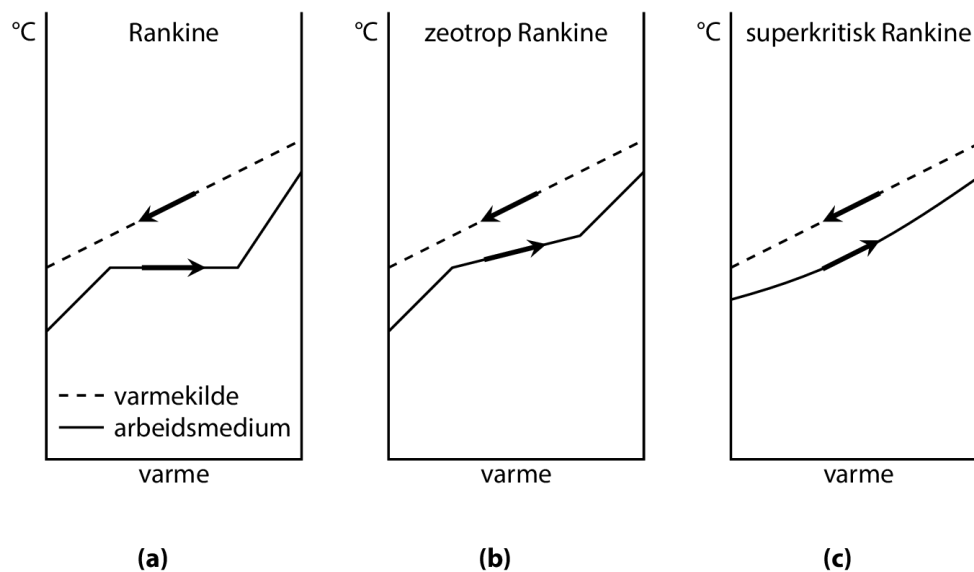 °C Rankine
°C zeotrop Rankine
°C superkritisk Rankine
varmekilde
arbeidsmedium
varme varme varme
(a) (b) (c)